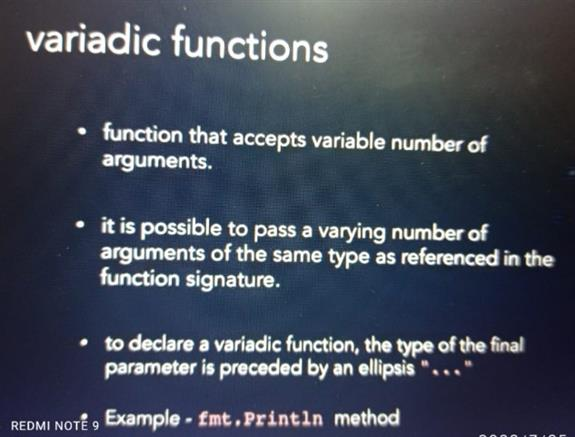 variadic functions
• function that accepts variable number of
arguments.
• it is possible to pass a varying number of
arguments of the same type as referenced in the
function signature.
• to declare a variadic function, the type of the final
parameter is preceded by an ellipsis "..."
• Example - fmt.Println method
REDMI NOTE 9